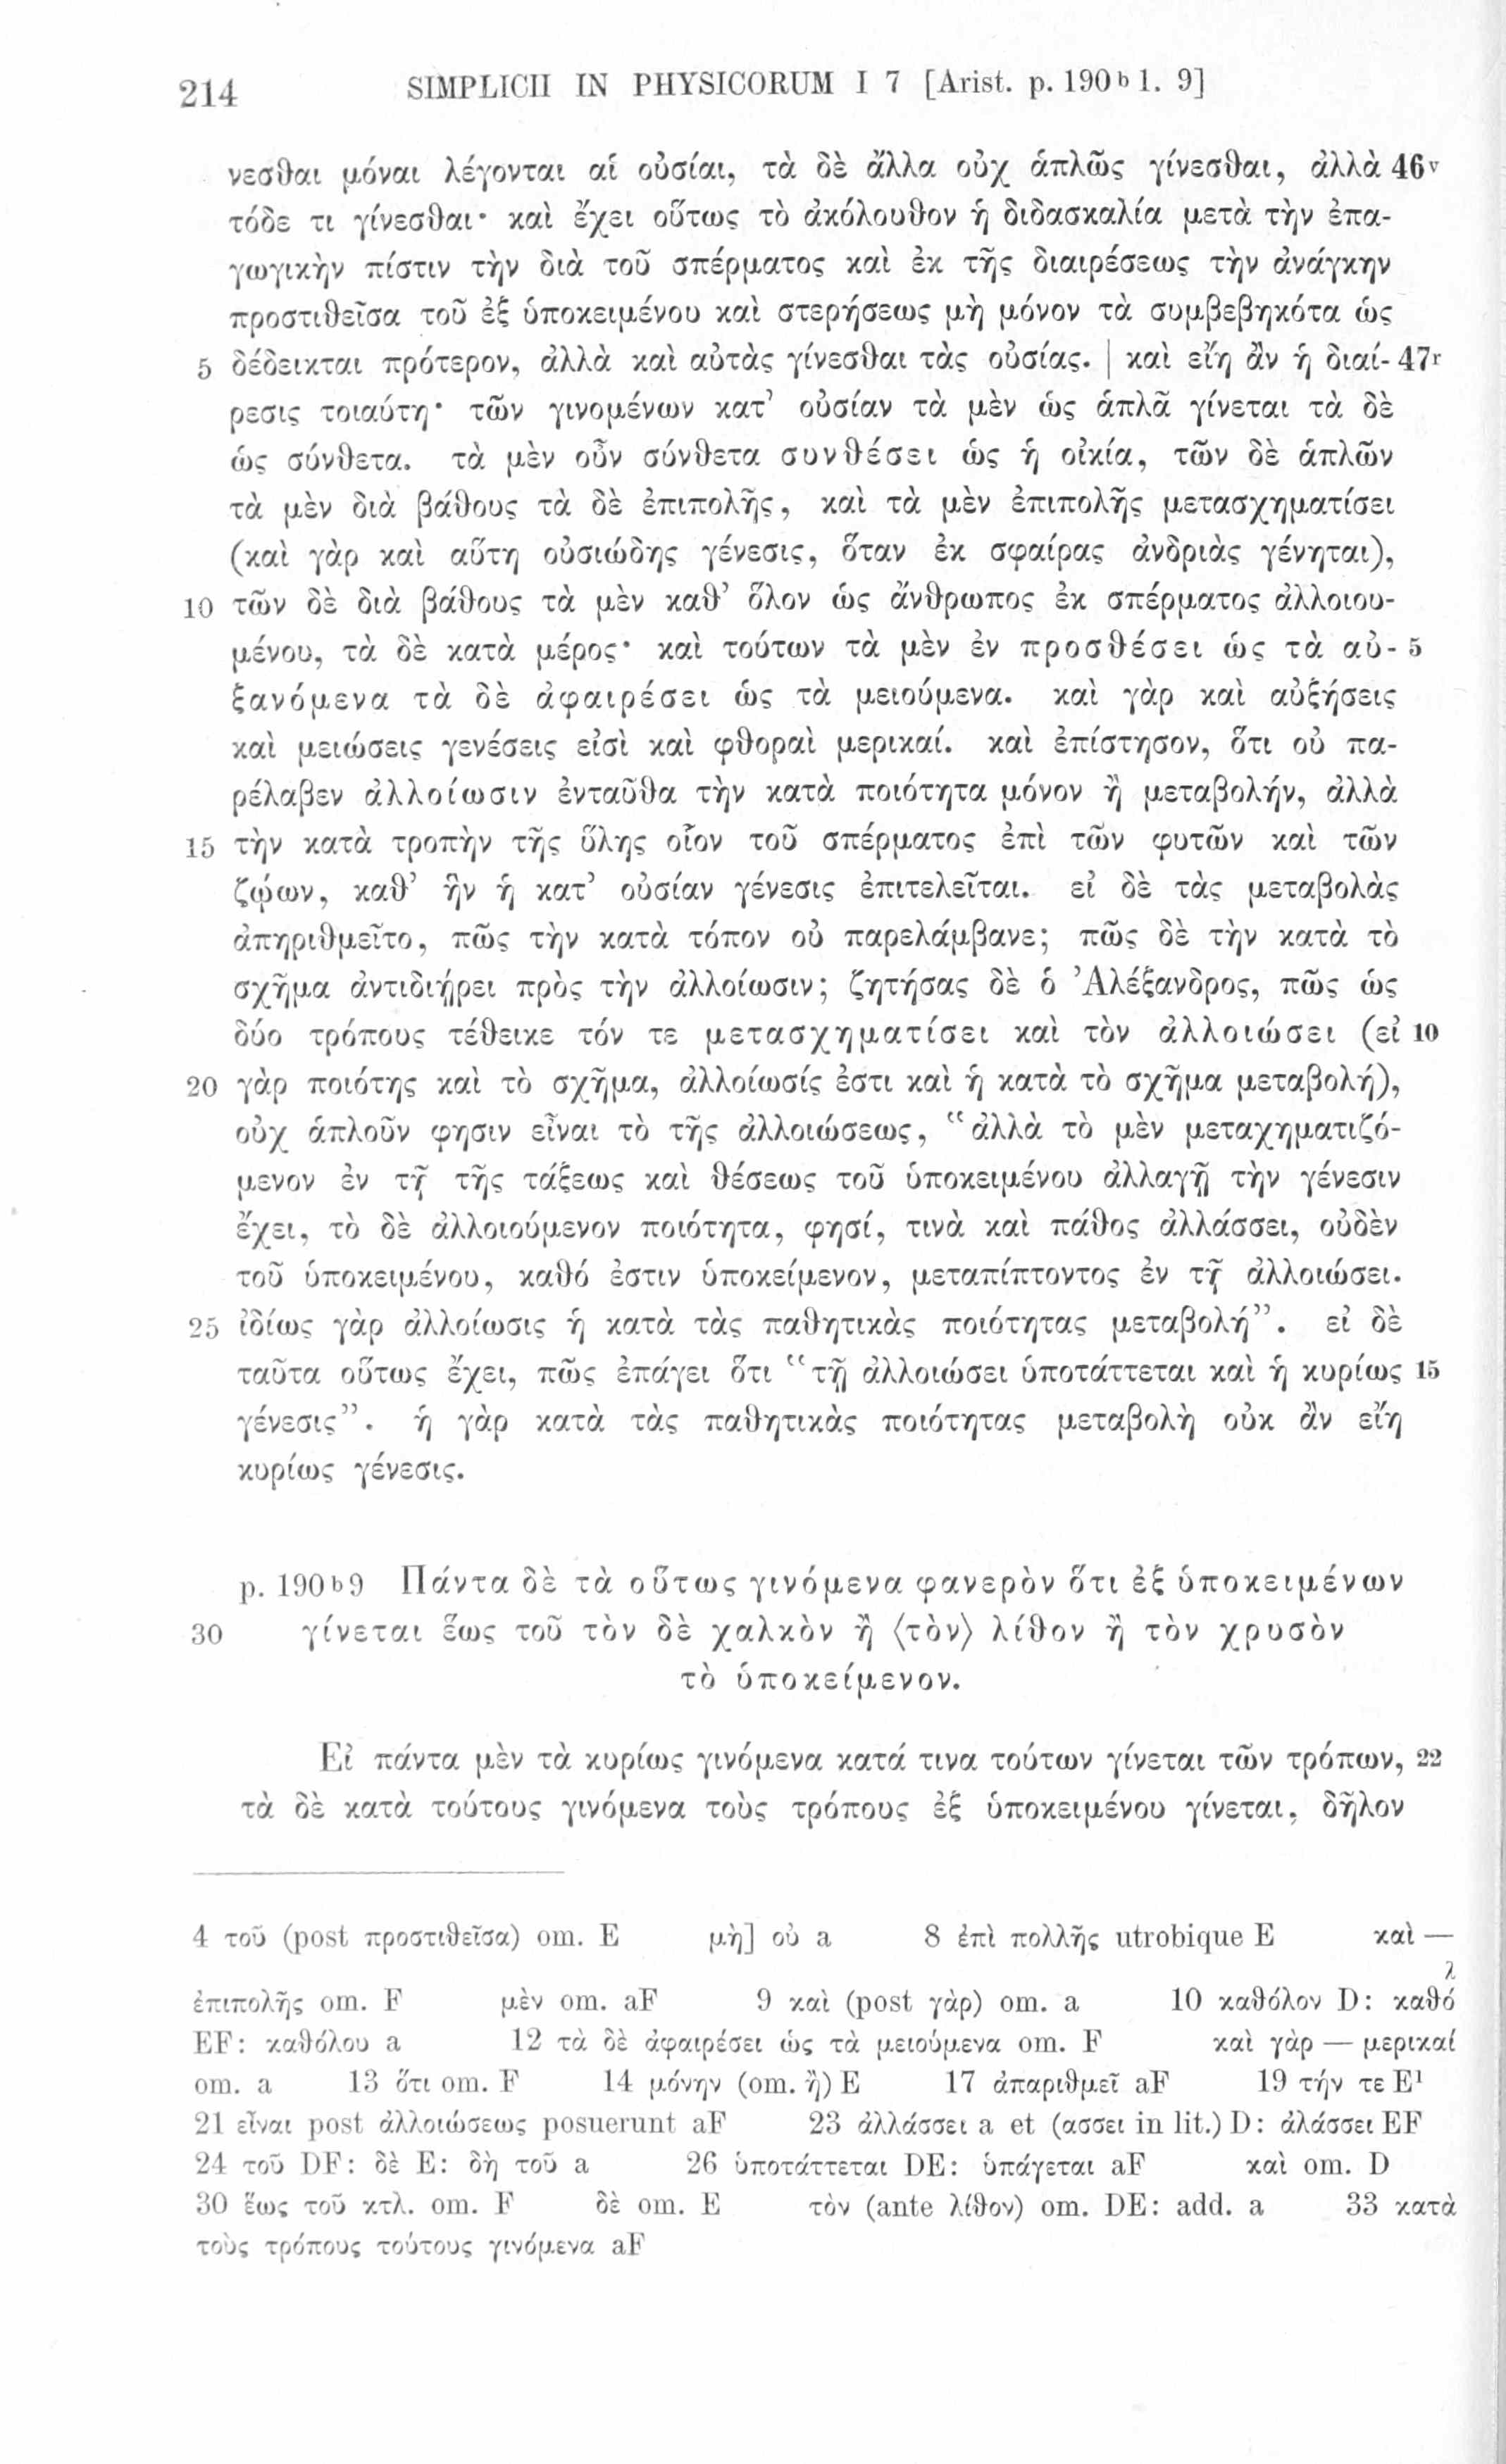 214 SIMPLICII IN PHYSICORUM I 7 [Arist. p. 190ᵇ l. 9]
νεσθαι μόναι λέγονται αἱ οὐσίαι, τὰ δὲ ἄλλα οὐχ ἁπλῶς γίνεσθαι, ἀλλὰ 46ᵛ
τόδε τι γίνεσθαι· καὶ ἔχει οὕτως τὸ ἀκόλουθον ἡ διδασκαλία μετὰ τὴν ἐπα-
γωγικὴν πίστιν τὴν διὰ τοῦ σπέρματος καὶ ἐκ τῆς διαιρέσεως τὴν ἀνάγκην
προστιθεῖσα τοῦ ἐξ ὑποκειμένου καὶ στερήσεως μὴ μόνον τὰ συμβεβηκότα ὡς
5 δέδεικται πρότερον, ἀλλὰ καὶ αὐτὰς γίνεσθαι τὰς οὐσίας. | καὶ εἴη ἂν ἡ διαί- 47ʳ
ρεσις τοιαύτη· τῶν γινομένων κατ’ οὐσίαν τὰ μὲν ὡς ἁπλᾶ γίνεται τὰ δὲ
ὡς σύνθετα. τὰ μὲν οὖν σύνθετα συνθέσει ὡς ἡ οἰκία, τῶν δὲ ἁπλῶν
τὰ μὲν διὰ βάθους τὰ δὲ ἐπιπολῆς, καὶ τὰ μὲν ἐπιπολῆς μετασχηματίσει
(καὶ γὰρ καὶ αὕτη οὐσιώδης γένεσις, ὅταν ἐκ σφαίρας ἀνδριὰς γένηται),
10 τῶν δὲ διὰ βάθους τὰ μὲν καθ’ ὅλον ὡς ἄνθρωπος ἐκ σπέρματος ἀλλοιου-
μένου, τὰ δὲ κατὰ μέρος· καὶ τούτων τὰ μὲν ἐν προσθέσει ὡς τὰ αὐ- 5
ξανόμενα τὰ δὲ ἀφαιρέσει ὡς τὰ μειούμενα. καὶ γὰρ καὶ αὐξήσεις
καὶ μειώσεις γενέσεις εἰσὶ καὶ φθοραὶ μερικαί. καὶ ἐπίστησον, ὅτι οὐ πα-
ρέλαβεν ἀλλοίωσιν ἐνταῦθα τὴν κατὰ ποιότητα μόνον ἢ μεταβολήν, ἀλλὰ
15 τὴν κατὰ τροπὴν τῆς ὕλης οἷον τοῦ σπέρματος ἐπὶ τῶν φυτῶν καὶ τῶν
ζῴων, καθ’ ἣν ἡ κατ’ οὐσίαν γένεσις ἐπιτελεῖται. εἰ δὲ τὰς μεταβολὰς
ἀπηριθμεῖτο, πῶς τὴν κατὰ τόπον οὐ παρελάμβανε; πῶς δὲ τὴν κατὰ τὸ
σχῆμα ἀντιδιῄρει πρὸς τὴν ἀλλοίωσιν; ζητήσας δὲ ὁ Ἀλέξανδρος, πῶς ὡς
δύο τρόπους τέθεικε τόν τε μετασχηματίσει καὶ τὸν ἀλλοιώσει (εἰ 10
20 γὰρ ποιότης καὶ τὸ σχῆμα, ἀλλοίωσίς ἐστι καὶ ἡ κατὰ τὸ σχῆμα μεταβολή),
οὐχ ἁπλοῦν φησιν εἶναι τὸ τῆς ἀλλοιώσεως, “ἀλλὰ τὸ μὲν μεταχηματιζό-
μενον ἐν τῇ τῆς τάξεως καὶ θέσεως τοῦ ὑποκειμένου ἀλλαγῇ τὴν γένεσιν
ἔχει, τὸ δὲ ἀλλοιούμενον ποιότητα, φησί, τινὰ καὶ πάθος ἀλλάσσει, οὐδὲν
τοῦ ὑποκειμένου, καθό ἐστιν ὑποκείμενον, μεταπίπτοντος ἐν τῇ ἀλλοιώσει.
25 ἰδίως γὰρ ἀλλοίωσις ἡ κατὰ τὰς παθητικὰς ποιότητας μεταβολή”. εἰ δὲ
ταῦτα οὕτως ἔχει, πῶς ἐπάγει ὅτι “τῇ ἀλλοιώσει ὑποτάττεται καὶ ἡ κυρίως 15
γένεσις”. ἡ γὰρ κατὰ τὰς παθητικὰς ποιότητας μεταβολὴ οὐκ ἂν εἴη
κυρίως γένεσις.
p. 190ᵇ9 Πάντα δὲ τὰ οὕτως γινόμενα φανερὸν ὅτι ἐξ ὑποκειμένων
30 γίνεται ἕως τοῦ τὸν δὲ χαλκὸν ἢ ⟨τὸν⟩ λίθον ἢ τὸν χρυσὸν
τὸ ὑποκείμενον.
Εἰ πάντα μὲν τὰ κυρίως γινόμενα κατά τινα τούτων γίνεται τῶν τρόπων, 22
τὰ δὲ κατὰ τούτους γινόμενα τοὺς τρόπους ἐξ ὑποκειμένου γίνεται, δῆλον
4 τοῦ (post προστιθεῖσα) om. E μὴ] οὐ a 8 ἐπὶ πολλῆς utrobique E καὶ —
ἐπιπολῆς om. F μὲν om. aF 9 καὶ (post γὰρ) om. a 10 καθόλον D: καθόλ
EF: καθόλου a 12 τὰ δὲ ἀφαιρέσει ὡς τὰ μειούμενα om. F καὶ γὰρ — μερικαί
om. a 13 ὅτι om. F 14 μόνην (om. ἢ) E 17 ἀπαριθμεῖ aF 19 τήν τε E¹
21 εἶναι post ἀλλοιώσεως posuerunt aF 23 ἀλλάσσει a et (ασσει in lit.) D: ἀλάσσει EF
24 τοῦ DF: δὲ E: δὴ τοῦ a 26 ὑποτάττεται DE: ὑπάγεται aF καὶ om. D
30 ἕως τοῦ κτλ. om. F δὲ om. E τὸν (ante λίθον) om. DE: add. a 33 κατὰ
τοὺς τρόπους τούτους γινόμενα aF